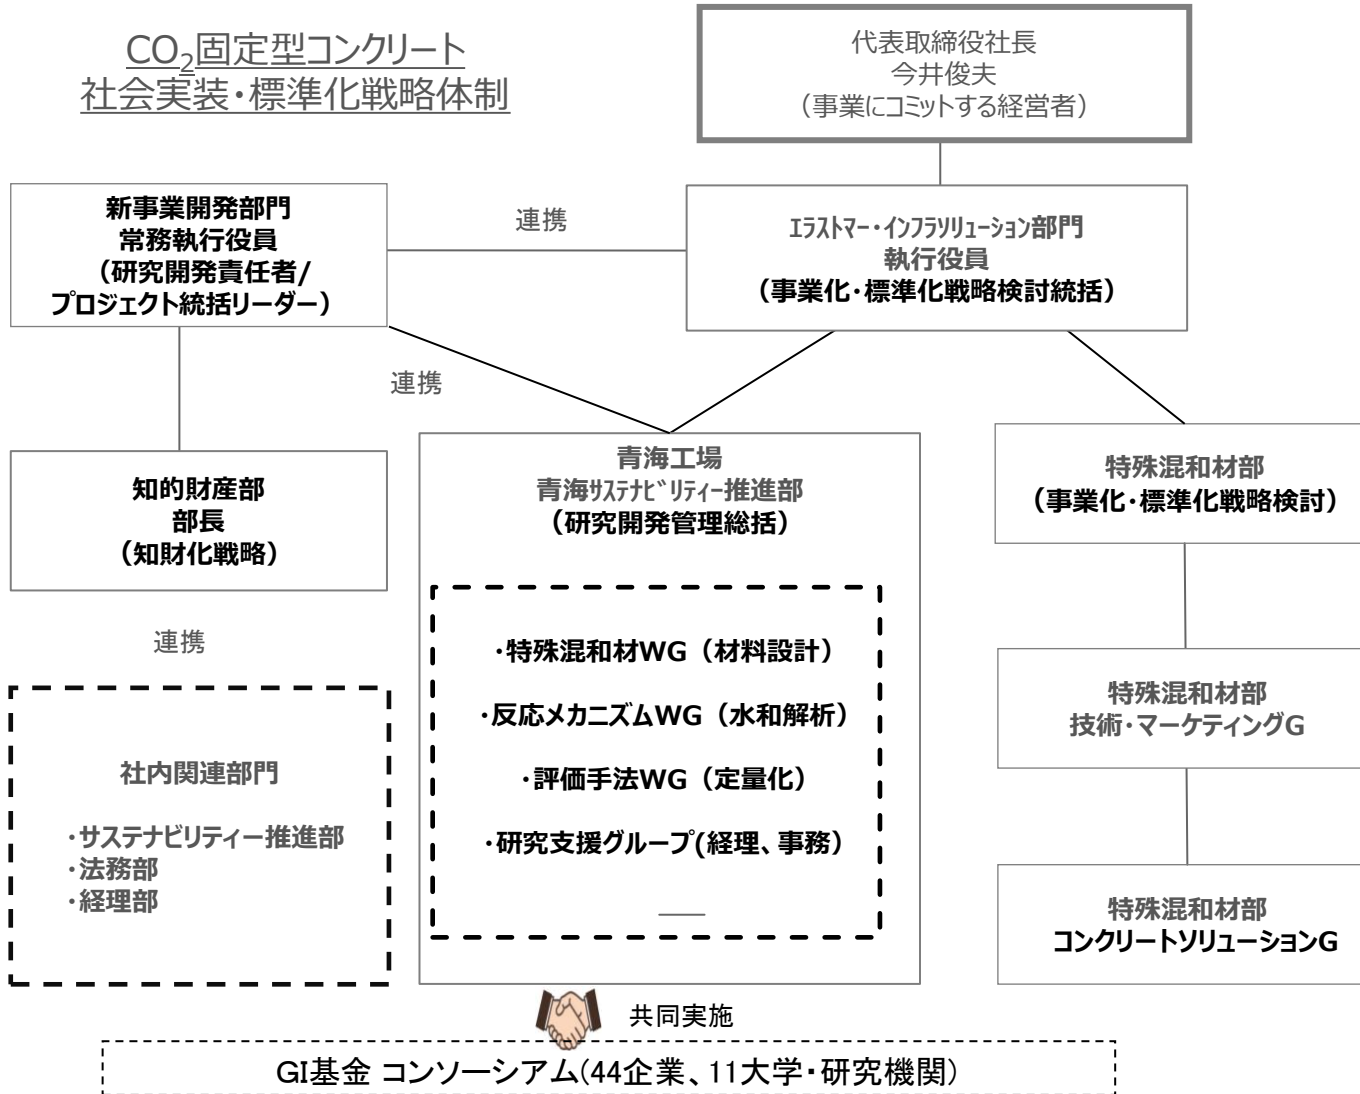 CO2固定型コンクリート
社会実装・標準化戦略体制
代表取締役社長
今井俊夫
（事業にコミットする経営者）
新事業開発部門
常務執行役員
（研究開発責任者/
プロジェクト統括リーダー）
連携
ｴﾗｽﾄﾏｰ・ｲﾝﾌﾗｿﾘｭｰｼｮﾝ部門
執行役員
（事業化・標準化戦略検討統括）
連携
知的財産部
部長
（知財化戦略）
青海工場
青海ｻｽﾃﾅﾋﾞﾘﾃｨｰ推進部
（研究開発管理総括）
特殊混和材部
（事業化・標準化戦略検討）
連携
社内関連部門
・サステナビリティー推進部
・法務部
・経理部
・特殊混和材WG（材料設計）
・反応メカニズムWG（水和解析）
・評価手法WG（定量化）
・研究支援グループ(経理、事務）
特殊混和材部
技術・マーケティングG
特殊混和材部
コンクリートソリューションG
共同実施
GI基金 コンソーシアム(44企業、11大学・研究機関)